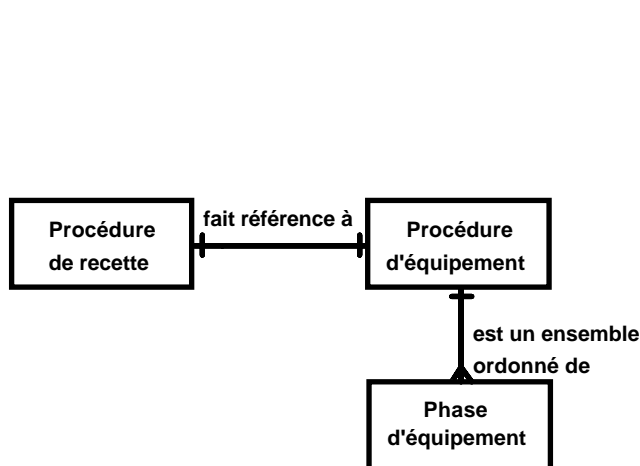 Procédure
de recette
fait référence à
Procédure
d'équipement
est un ensemble
ordonné de
Phase
d'équipement